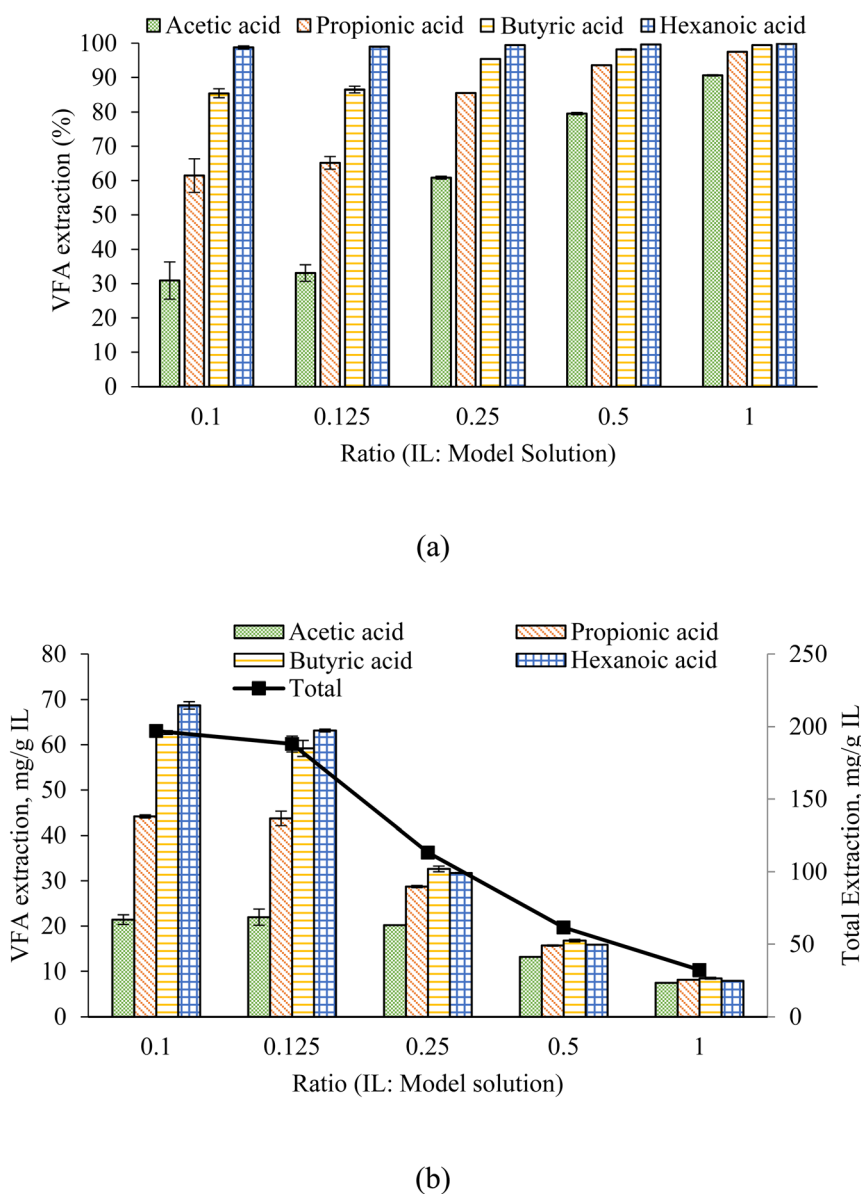 Acetic acid Propionic acid Butyric acid Hexanoic acid
100
90
80
70
60
50
40
30
20
10
0
VFA extraction (%)
0.1 0.125 0.25 0.5 1
Ratio (IL: Model Solution)
(a)
Acetic acid Propionic acid
Butyric acid Hexanoic acid
Total
80
70
60
50
40
30
20
10
0
VFA extraction, mg/g IL
250
200
150
100
50
0
Total Extraction, mg/g IL
0.1 0.125 0.25 0.5 1
Ratio (IL: Model solution)
(b)